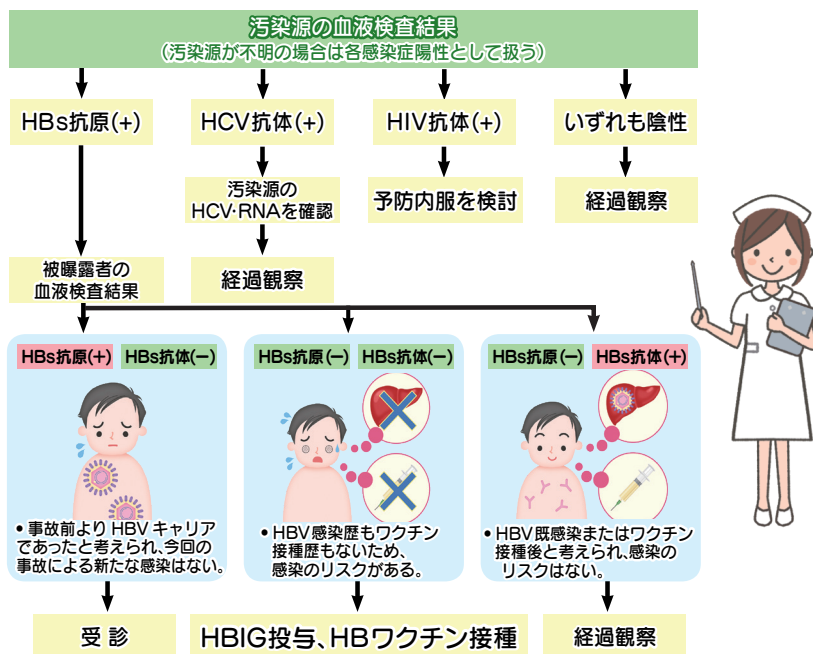 汚染源の血液検査結果
（汚染源が不明の場合は各感染症陽性として扱う）
HBs抗原(+)
HCV抗体(+)
HIV抗体(+)
いずれも陰性
汚染源の
HCV・RNAを確認
予防内服を検討
経過観察
被曝露者の
血液検査結果
経過観察
HBs抗原(+) HBs抗体(−)
HBs抗原(−) HBs抗体(−)
HBs抗原(−) HBs抗体(+)
• 事故前より HBV キャリア
であったと考えられ、今回の
事故による新たな感染はない。
• HBV感染歴もワクチン
接種歴もないため、
感染のリスクがある。
• HBV既感染またはワクチン
接種後と考えられ、感染の
リスクはない。
受 診
HBIG投与、HBワクチン接種
経過観察